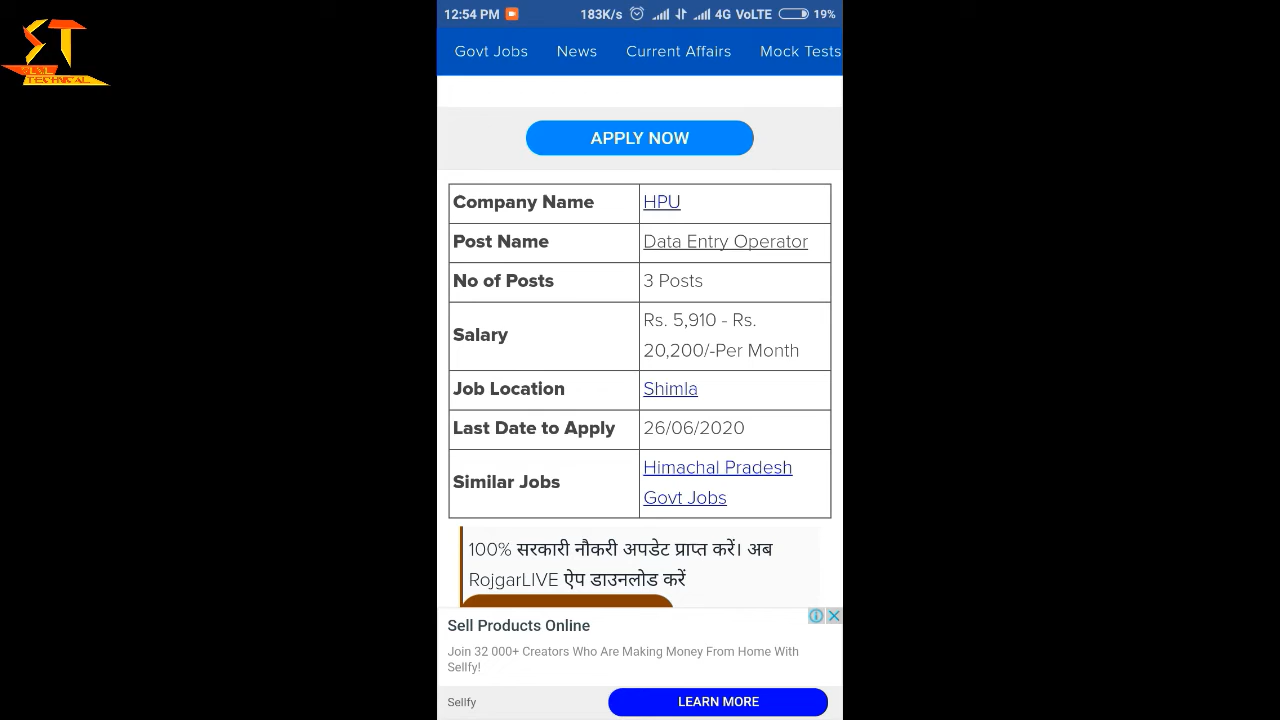 12:54 PM 183K/s 4G VoLTE 19%
ST
TECHNICAL
Govt Jobs News Current Affairs Mock Tests
APPLY NOW
Company Name HPU
Post Name Data Entry Operator
No of Posts 3 Posts
Salary Rs. 5,910 - Rs.
20,200/-Per Month
Job Location Shimla
Last Date to Apply 26/06/2020
Similar Jobs Himachal Pradesh
Govt Jobs
100% सरकारी नौकरी अपडेट प्राप्त करें। अब
RojgarLIVE ऐप डाउनलोड करें
Sell Products Online
Join 32 000+ Creators Who Are Making Money From Home With
Sellfy!
Sellfy LEARN MORE